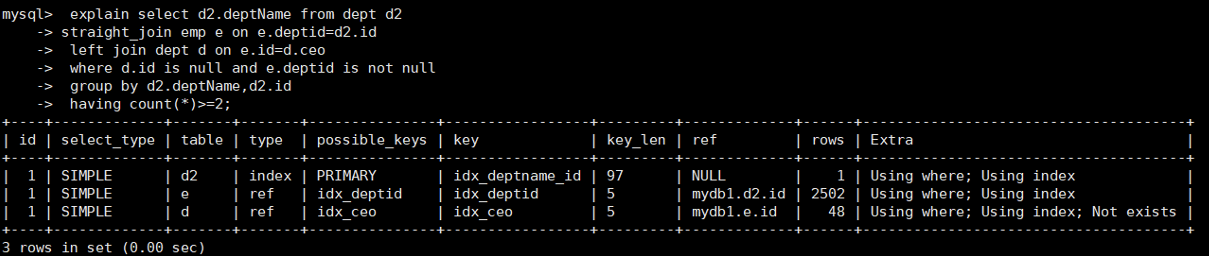 mysql>  explain select d2.deptName from dept d2
    -> straight_join emp e on e.deptid=d2.id
    ->  left join dept d on e.id=d.ceo
    ->  where d.id is null and e.deptid is not null
    ->  group by d2.deptName,d2.id
    ->  having count(*)>=2;
+----+-------------+-------+-------+---------------+-----------------+---------+-------------+------+--------------------------------------+
| id | select_type | table | type  | possible_keys | key             | key_len | ref         | rows | Extra                                |
+----+-------------+-------+-------+---------------+-----------------+---------+-------------+------+--------------------------------------+
|  1 | SIMPLE      | d2    | index | PRIMARY       | idx_deptname_id | 97      | NULL        |    1 | Using where; Using index             |
|  1 | SIMPLE      | e     | ref   | idx_deptid    | idx_deptid      | 5       | mydb1.d2.id | 2502 | Using where; Using index             |
|  1 | SIMPLE      | d     | ref   | idx_ceo       | idx_ceo         | 5       | mydb1.e.id  |   48 | Using where; Using index; Not exists |
+----+-------------+-------+-------+---------------+-----------------+---------+-------------+------+--------------------------------------+
3 rows in set (0.00 sec)